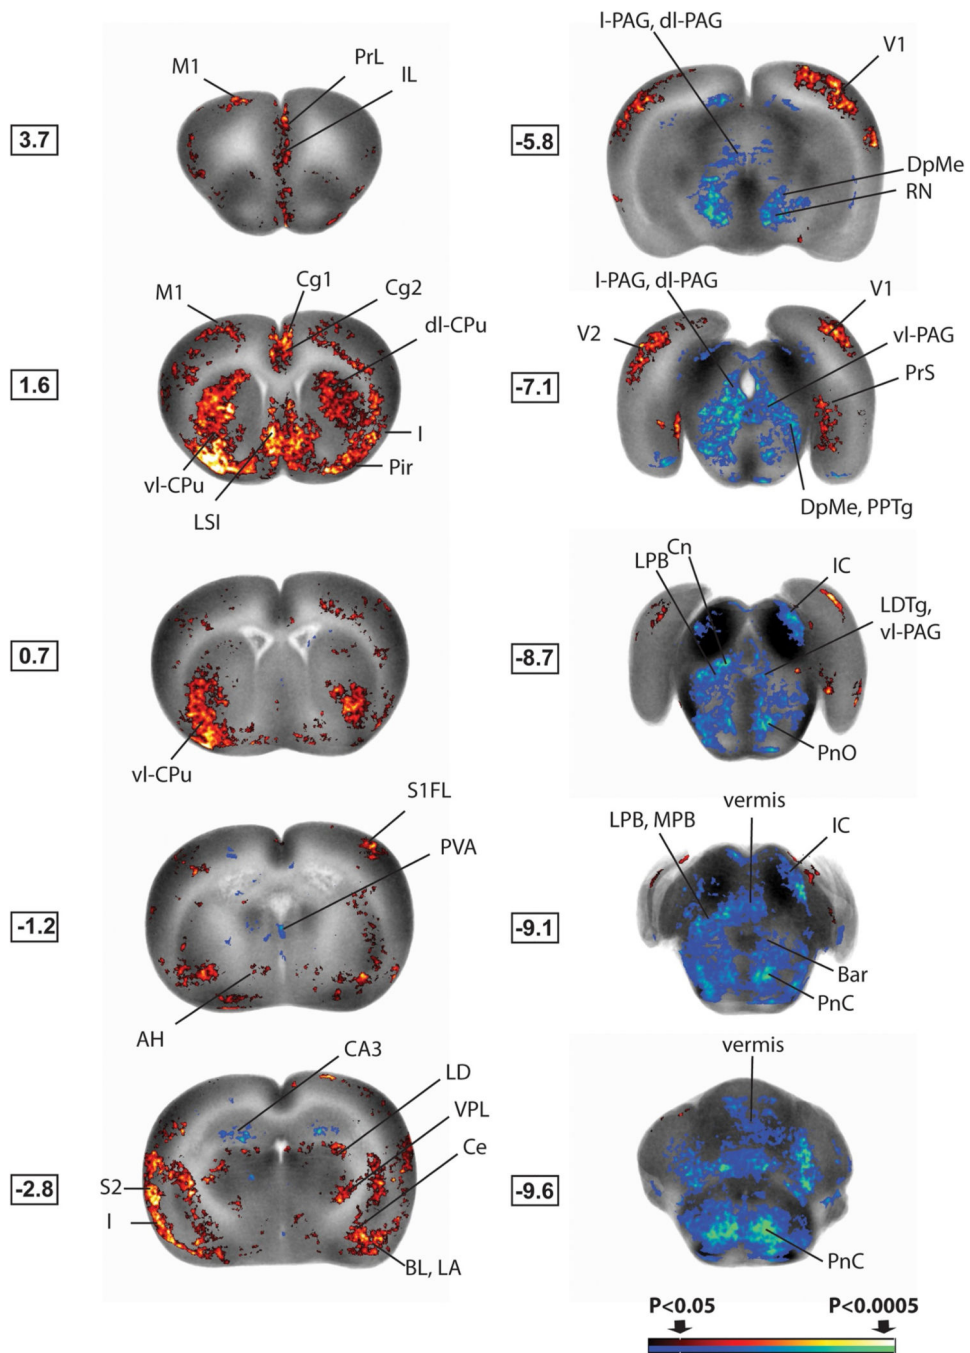 3.7
M1
PrL
IL
1.6
M1
Cg1
Cg2
dl-CPu
I
Pir
vl-CPu
LSI
0.7
vl-CPu
-1.2
S1FL
PVA
AH
-2.8
CA3
LD
VPL
Ce
S2
I
BL, LA
-5.8
l-PAG, dl-PAG
V1
DpMe
RN
-7.1
l-PAG, dl-PAG
V1
V2
vl-PAG
PrS
DpMe, PPTg
-8.7
Cn
LPB
IC
LDTg,
vl-PAG
PnO
-9.1
vermis
LPB, MPB
IC
Bar
PnC
-9.6
vermis
PnC
P<0.05
P<0.0005